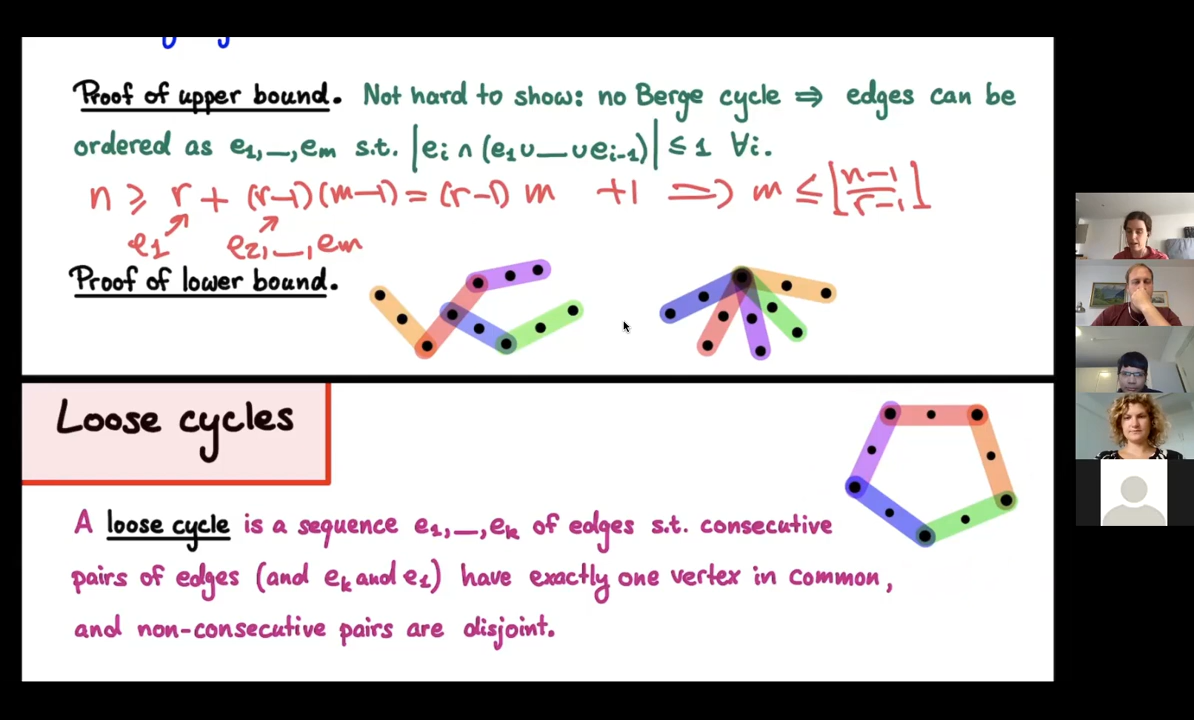 Proof of upper bound. Not hard to show: no Berge cycle ⇒ edges can be
ordered as e₁,…,eₘ s.t. |eᵢ ∩ (e₁∪…∪eᵢ₋₁)| ≤ 1 ∀i.
n ≥ r + (r-1)(m-1) = (r-1) m +1 ⇒ m ≤ ⌊n-1/r-1⌋
e₁ e₂,…,eₘ
Proof of lower bound.
Loose cycles
A loose cycle is a sequence e₁,…,eₖ of edges s.t. consecutive
pairs of edges (and eₖ and e₁) have exactly one vertex in common,
and non-consecutive pairs are disjoint.